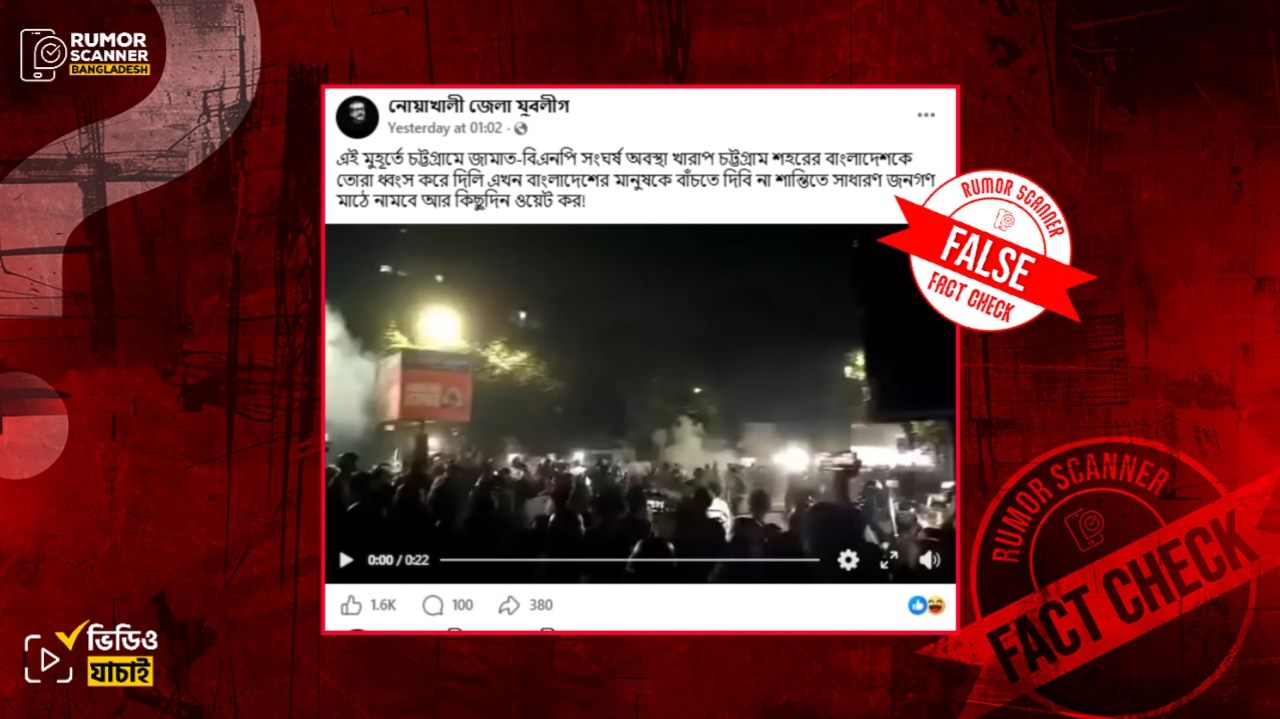 RUMOR
SCANNER
BANGLADESH
নোয়াখালী জেলা যুবলীগ
Yesterday at 01:02 ·
এই মুহূর্তে চট্টগ্রামে জামাত-বিএনপি সংঘর্ষ অবস্থা খারাপ চট্টগ্রাম শহরের বাংলাদেশকে
তোরা ধ্বংস করে দিলি এখন বাংলাদেশের মানুষকে বাঁচতে দিবি না শান্তিতে সাধারণ জনগণ
মাঠে নামবে আর কিছুদিন ওয়েট কর!
RUMOR SCANNER
FALSE
FACT CHECK
0:00 / 0:22
1.6K
100
380
RUMOR SCANNER
FACT CHECK
ভিডিও
যাচাই